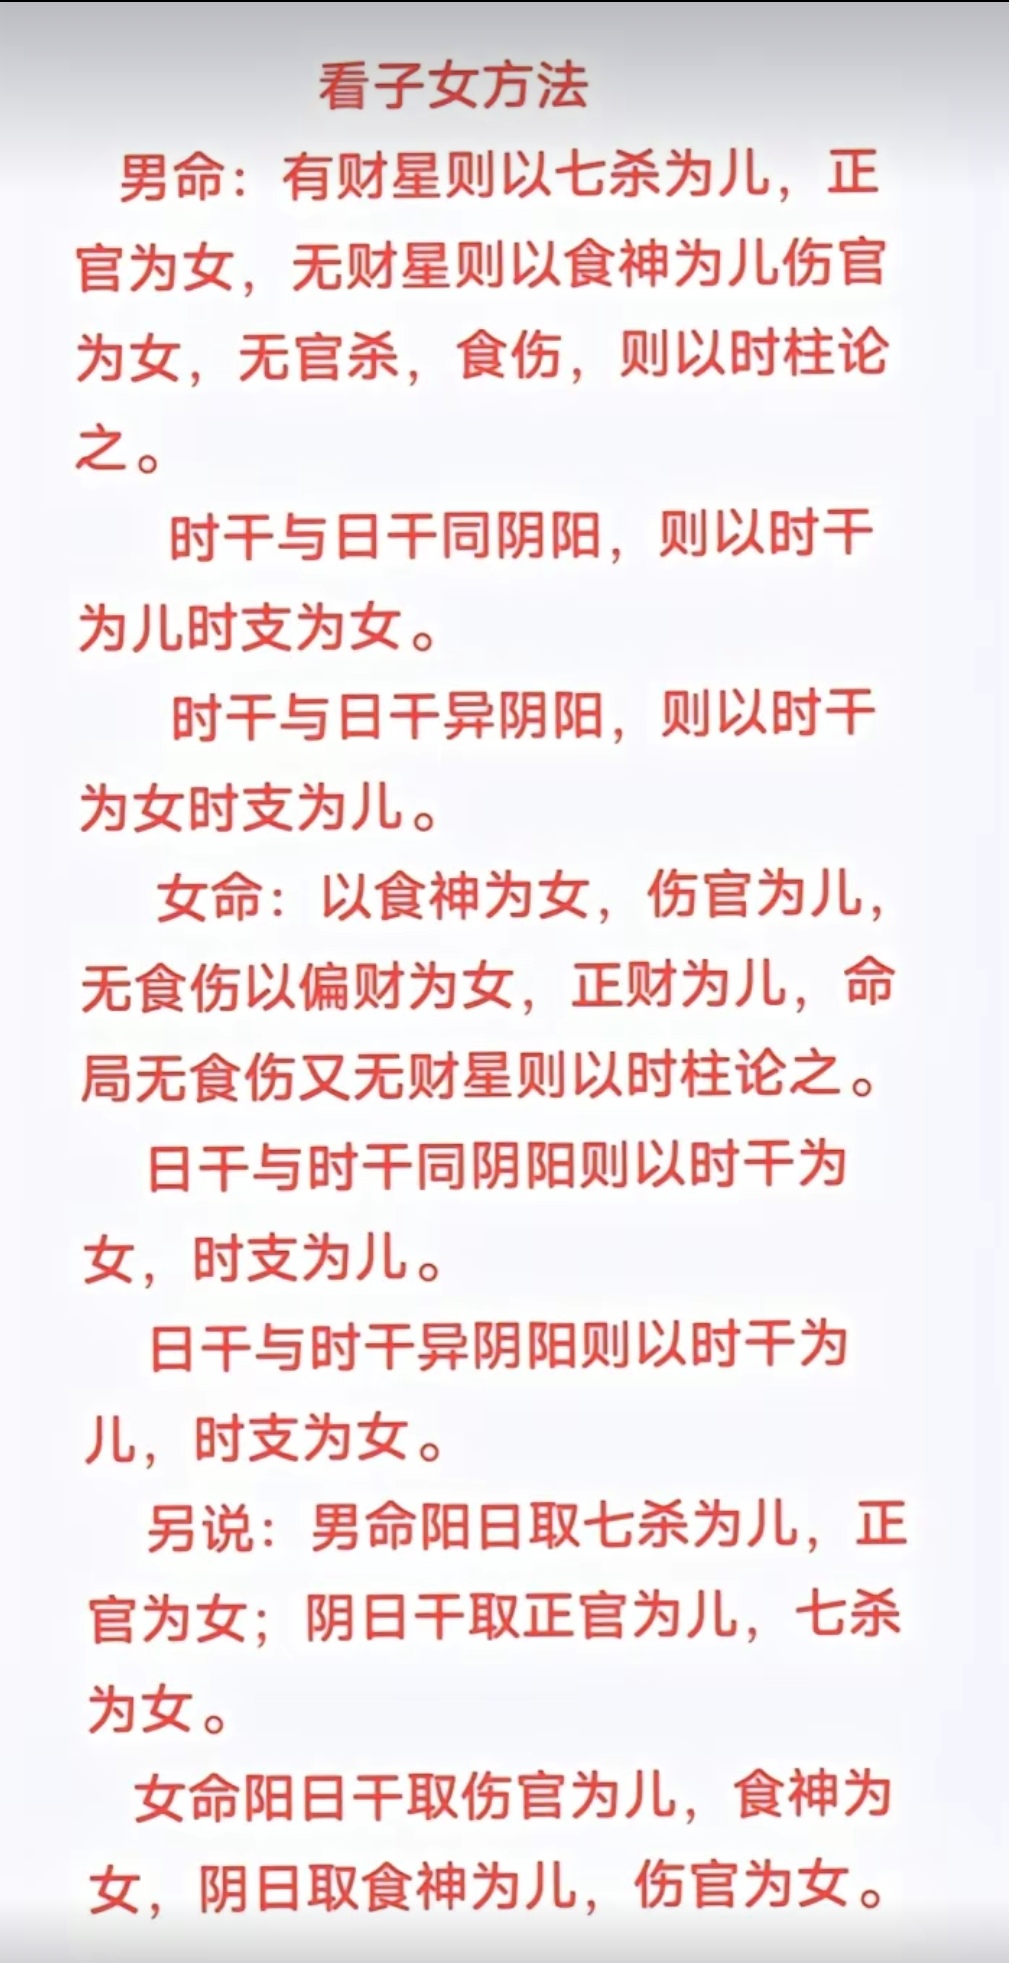 看子女方法
男命：有财星则以七杀为儿，正
官为女，无财星则以食神为儿伤官
为女，无官杀，食伤，则以时柱论
之。
时干与日干同阴阳，则以时干
为儿时支为女。
时干与日干异阴阳，则以时干
为女时支为儿。
女命：以食神为女，伤官为儿，
无食伤以偏财为女，正财为儿，命
局无食伤又无财星则以时柱论之。
日干与时干同阴阳则以时干为
女，时支为儿。
日干与时干异阴阳则以时干为
儿，时支为女。
另说：男命阳日取七杀为儿，正
官为女；阴日干取正官为儿，七杀
为女。
女命阳日干取伤官为儿，食神为
女，阴日取食神为儿，伤官为女。